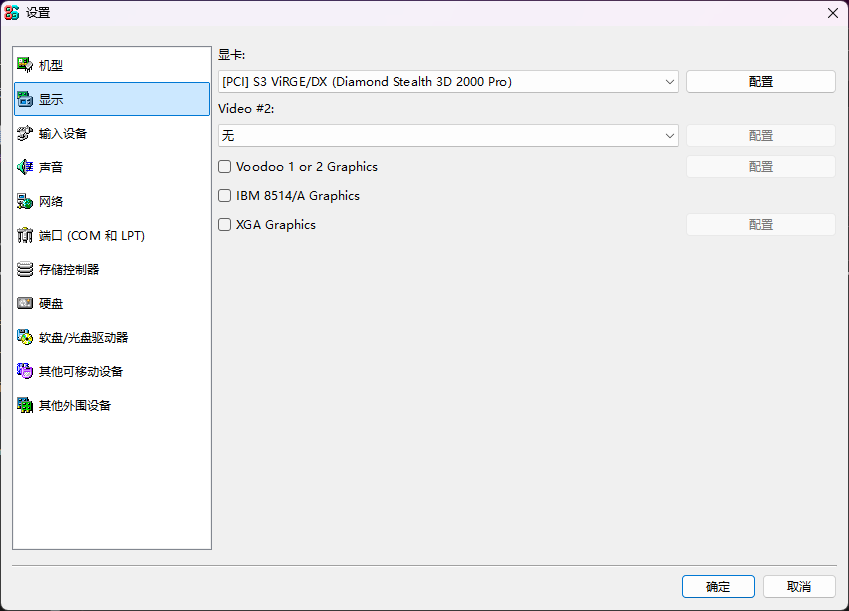 设置
机型
显示
输入设备
声音
网络
端口 (COM 和 LPT)
存储控制器
硬盘
软盘/光盘驱动器
其他可移动设备
其他外围设备
显卡:
[PCI] S3 ViRGE/DX (Diamond Stealth 3D 2000 Pro)
配置
Video #2:
无
配置
Voodoo 1 or 2 Graphics
配置
IBM 8514/A Graphics
XGA Graphics
配置
确定
取消